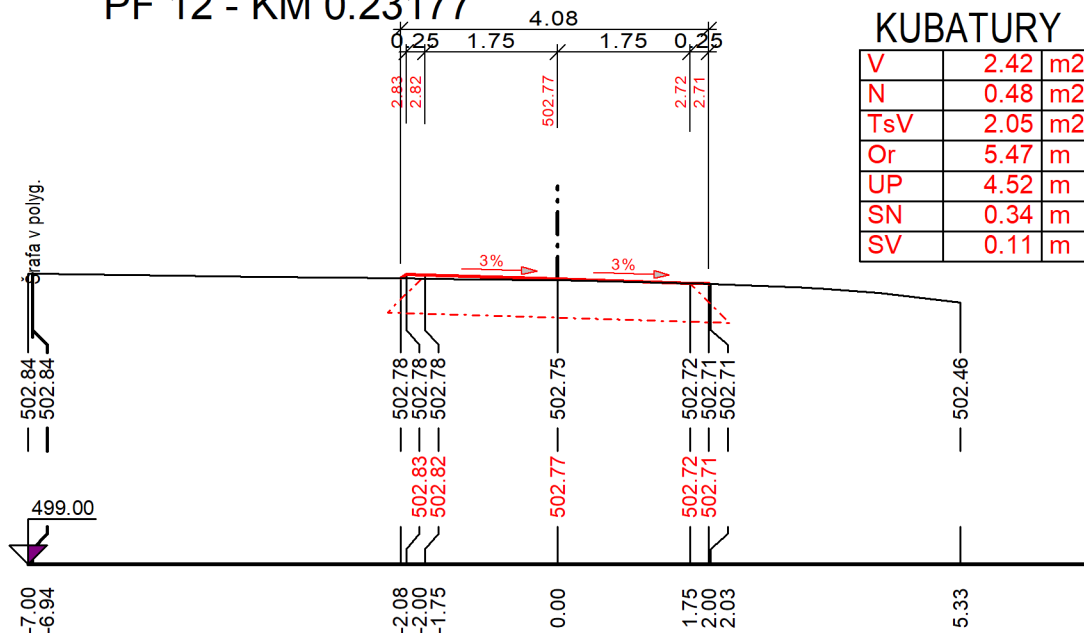 PF 12 - KM 0.23177
4.08
0.25 1.75 1.75 0.25
2.83 2.82 502.77 2.72 2.71
KUBATURY
V 2.42 m2
N 0.48 m2
TsV 2.05 m2
Or 5.47 m
UP 4.52 m
SN 0.34 m
SV 0.11 m
v polyg.
3% 3%
502.84 502.84 502.78 502.78 502.78 502.75 502.72 502.71 502.71 502.46
502.83 502.82 502.77 502.72 502.71
499.00
-7.00 -6.94 -2.08 -2.00 -1.75 0.00 1.75 2.00 2.03 5.33